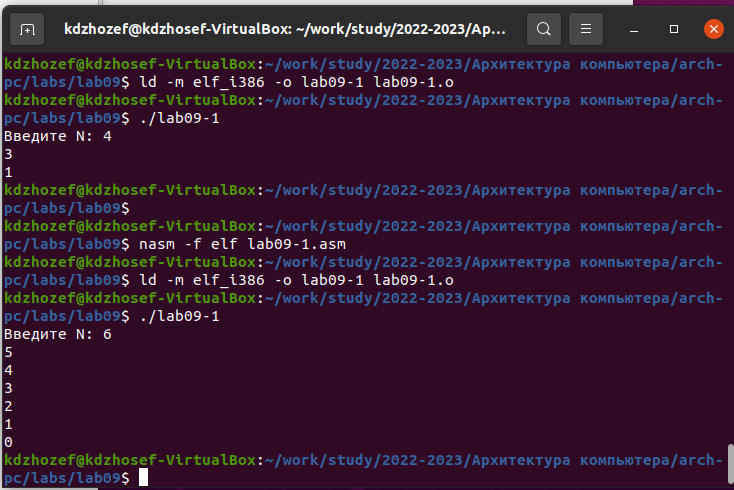 kdzhozef@kdzhosef-VirtualBox: ~/work/study/2022-2023/Ар...
kdzhozef@kdzhosef-VirtualBox:~/work/study/2022-2023/Архитектура компьютера/arch-
pc/labs/lab09$ ld -m elf_i386 -o lab09-1 lab09-1.o
kdzhozef@kdzhosef-VirtualBox:~/work/study/2022-2023/Архитектура компьютера/arch-
pc/labs/lab09$ ./lab09-1
Введите N: 4
3
1
kdzhozef@kdzhosef-VirtualBox:~/work/study/2022-2023/Архитектура компьютера/arch-
pc/labs/lab09$
kdzhozef@kdzhosef-VirtualBox:~/work/study/2022-2023/Архитектура компьютера/arch-
pc/labs/lab09$ nasm -f elf lab09-1.asm
kdzhozef@kdzhosef-VirtualBox:~/work/study/2022-2023/Архитектура компьютера/arch-
pc/labs/lab09$ ld -m elf_i386 -o lab09-1 lab09-1.o
kdzhozef@kdzhosef-VirtualBox:~/work/study/2022-2023/Архитектура компьютера/arch-
pc/labs/lab09$ ./lab09-1
Введите N: 6
5
4
3
2
1
0
kdzhozef@kdzhosef-VirtualBox:~/work/study/2022-2023/Архитектура компьютера/arch-
pc/labs/lab09$